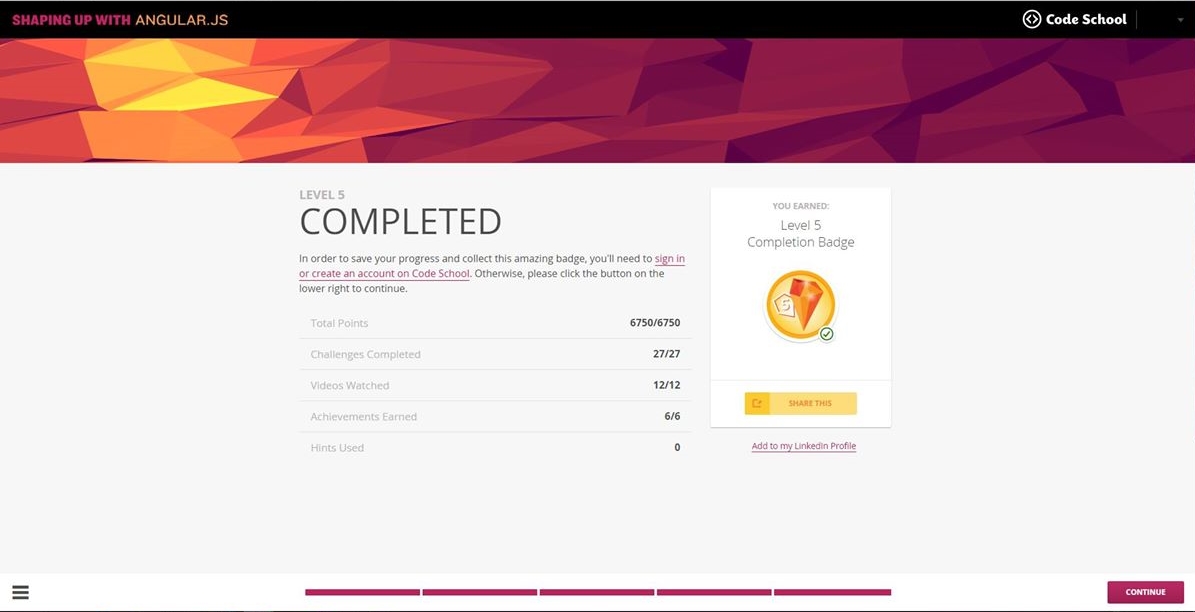 SHAPING UP WITH ANGULAR.JS
Code School
LEVEL 5
COMPLETED
In order to save your progress and collect this amazing badge, you'll need to sign in
or create an account on Code School. Otherwise, please click the button on the
lower right to continue.
Total Points 6750/6750
Challenges Completed 27/27
Videos Watched 12/12
Achievements Earned 6/6
Hints Used 0
YOU EARNED:
Level 5
Completion Badge
5
SHARE THIS
Add to my LinkedIn Profile
CONTINUE